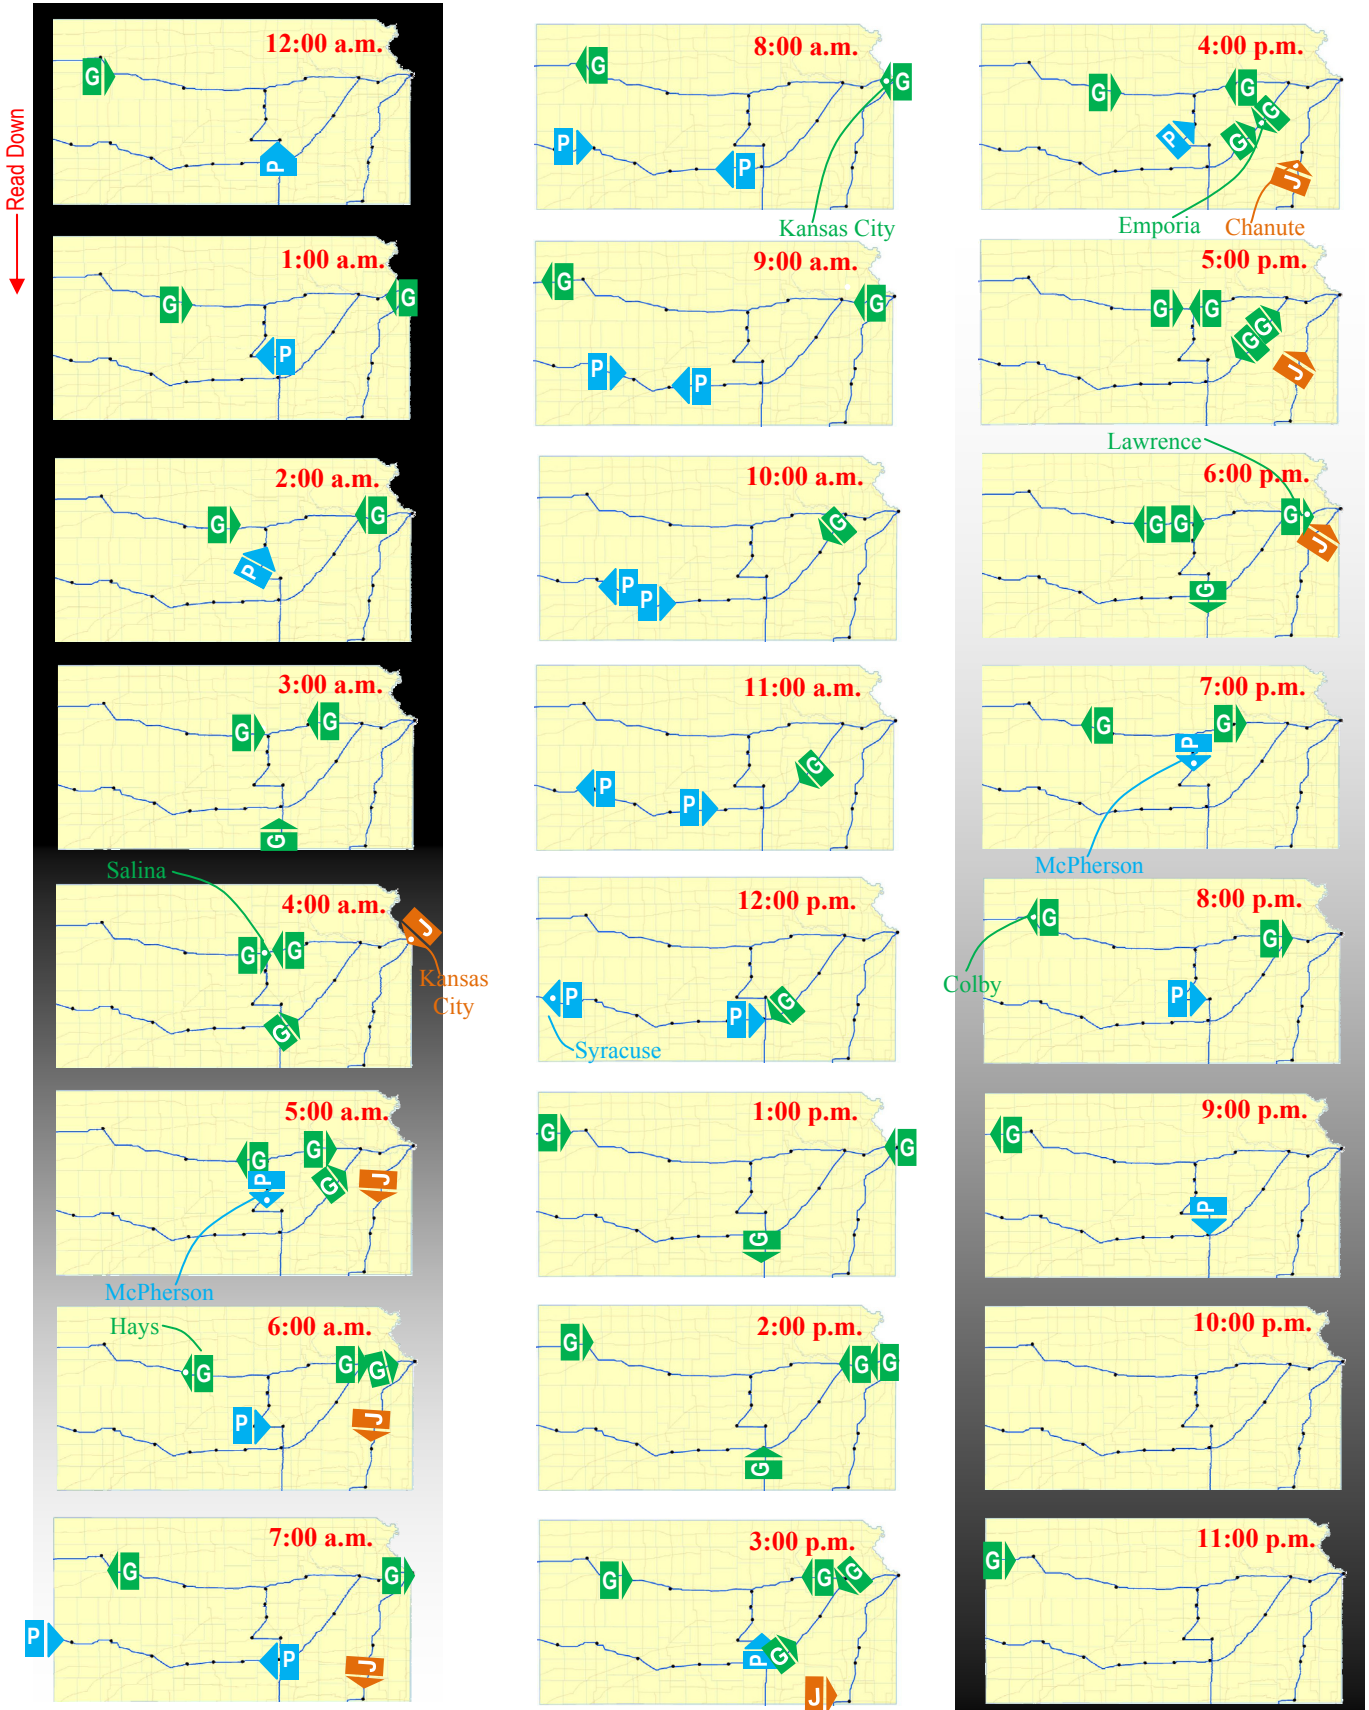 Read Down
12:00 a.m.
G
P
1:00 a.m.
G
G
P
2:00 a.m.
G
G
P
3:00 a.m.
G
G
G
Salina
4:00 a.m.
J
G
G
Kansas
City
G
5:00 a.m.
G
G
P
G
J
McPherson
Hays
6:00 a.m.
G
G
G
P
J
7:00 a.m.
G
G
P
P
J
8:00 a.m.
G
G
P
P
Kansas City
9:00 a.m.
G
G
P
P
10:00 a.m.
G
P
P
11:00 a.m.
G
P
P
12:00 p.m.
P
G
P
Syracuse
1:00 p.m.
G
G
G
2:00 p.m.
G
G
G
G
3:00 p.m.
G
G
G
P
G
J
4:00 p.m.
G
G
G
P
G
J
Emporia
Chanute
5:00 p.m.
G
G
G
G
J
Lawrence
6:00 p.m.
G
G
G
J
G
7:00 p.m.
G
G
P
McPherson
8:00 p.m.
G
G
Colby
P
9:00 p.m.
G
P
10:00 p.m.
11:00 p.m.
G